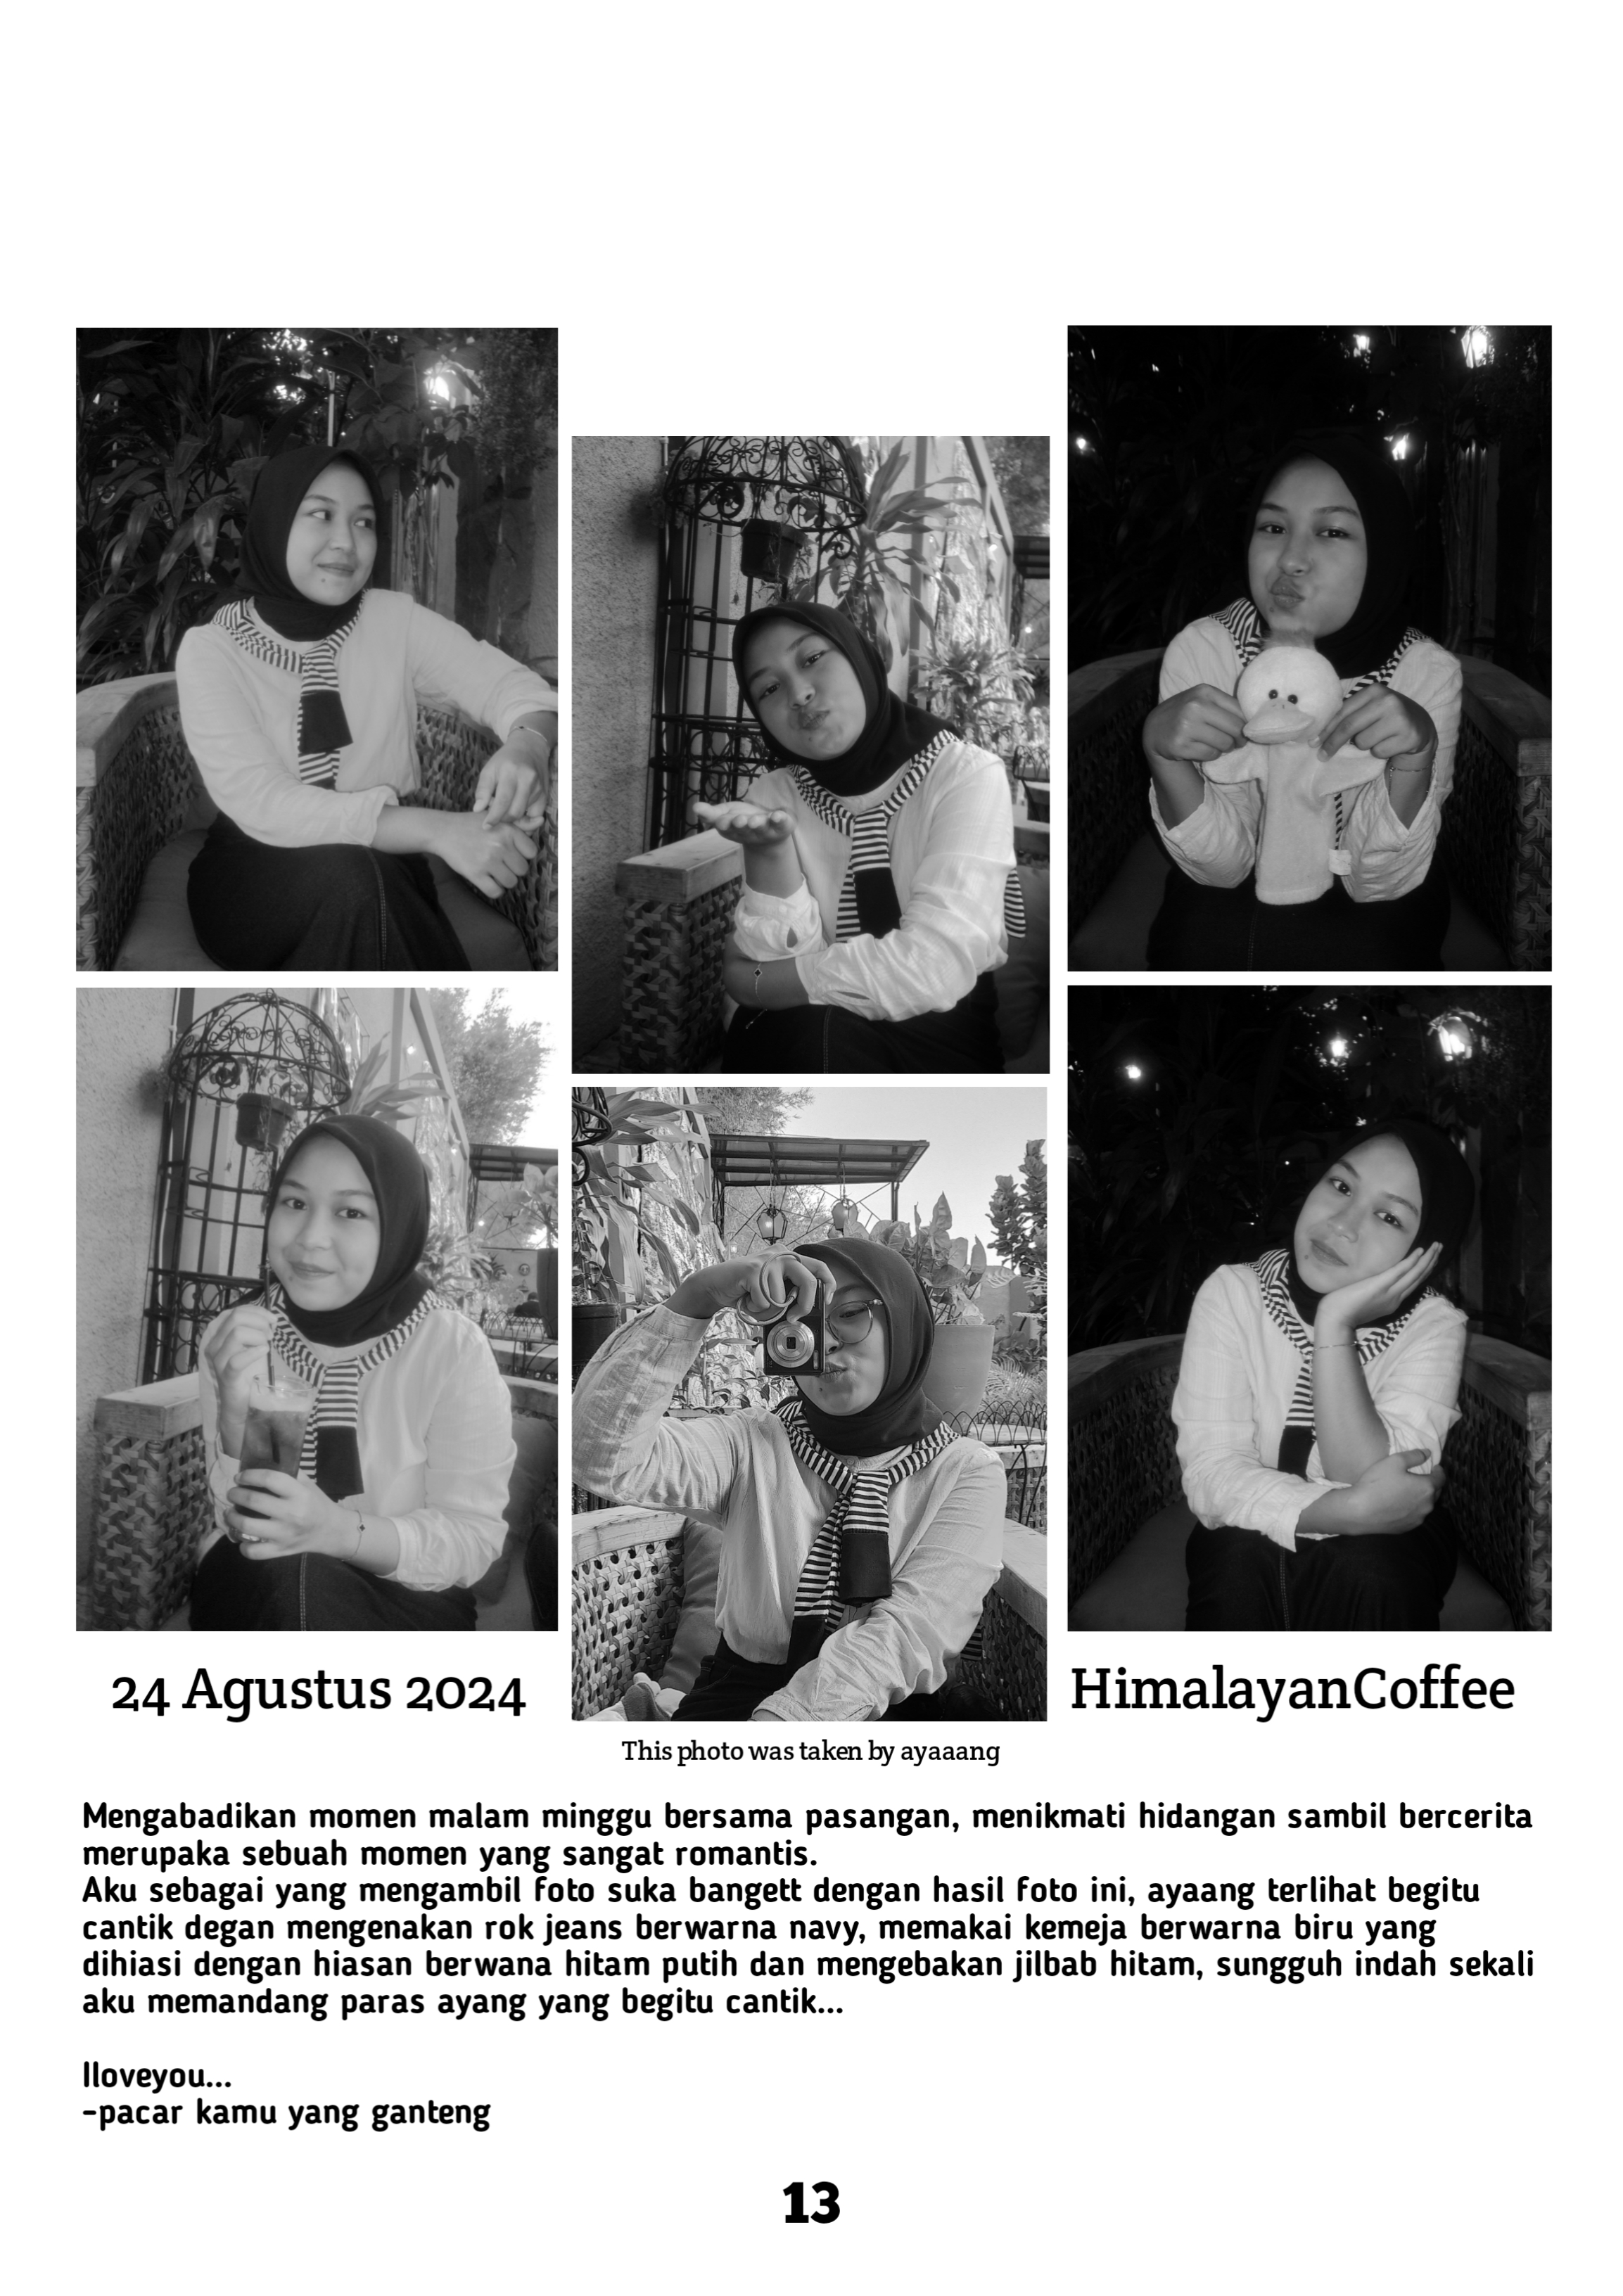 24 Agustus 2024
HimalayanCoffee
This photo was taken by ayaaang
Mengabadikan momen malam minggu bersama pasangan, menikmati hidangan sambil bercerita
merupaka sebuah momen yang sangat romantis.
Aku sebagai yang mengambil foto suka bangett dengan hasil foto ini, ayaang terlihat begitu
cantik degan mengenakan rok jeans berwarna navy, memakai kemeja berwarna biru yang
dihiasi dengan hiasan berwana hitam putih dan mengebakan jilbab hitam, sungguh indah sekali
aku memandang paras ayang yang begitu cantik...
Iloveyou...
-pacar kamu yang ganteng
13